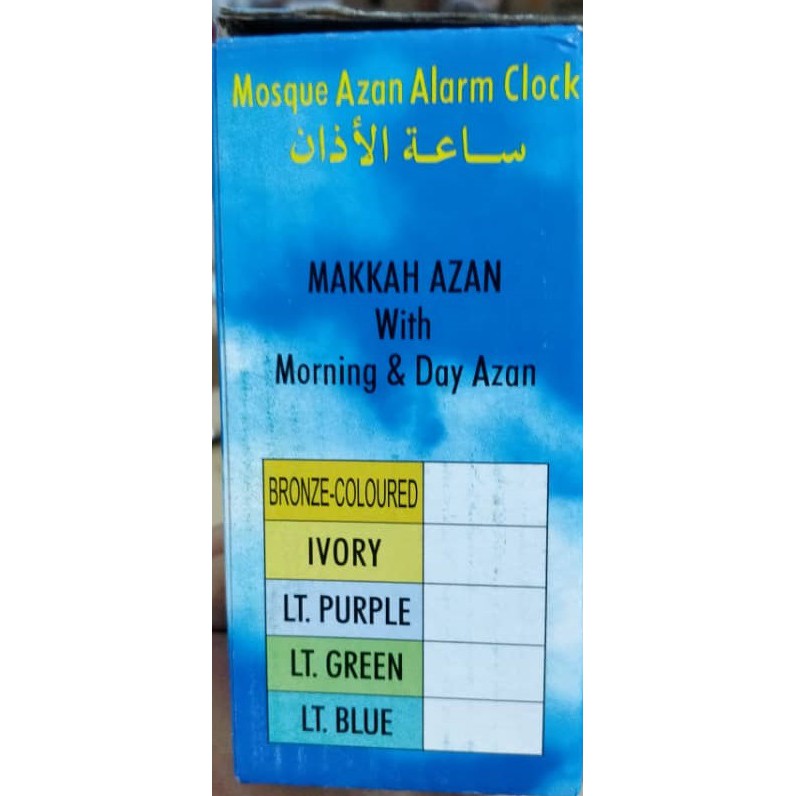 Mosque Azan Alarm Clock
ساعة الأذان
MAKKAH AZAN
With
Morning & Day Azan
BRONZE-COLOURED
IVORY
LT. PURPLE
LT. GREEN
LT. BLUE